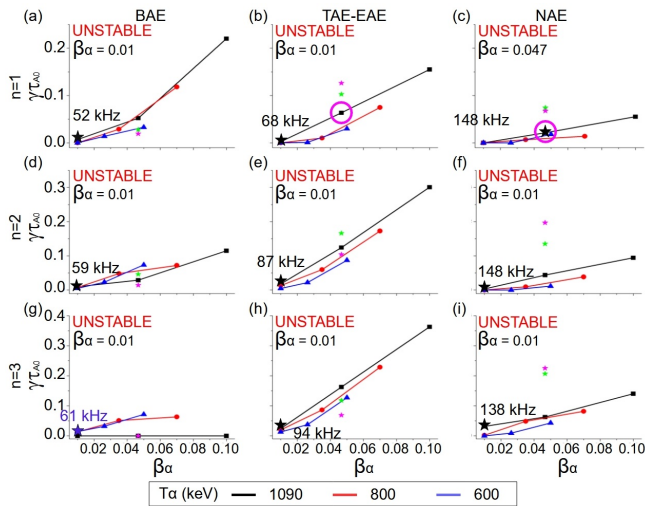 (a) BAE (b) TAE-EAE (c) NAE
UNSTABLE UNSTABLE UNSTABLE
βα = 0.01 βα = 0.01 βα = 0.047
n=1
γτA0
0.2
0.1
0.0
52 kHz 68 kHz 148 kHz
(d) (e) (f)
UNSTABLE UNSTABLE UNSTABLE
βα = 0.01 βα = 0.01 βα = 0.01
n=2
γτA0
0.3
0.2
0.1
0.0
59 kHz 87 kHz 148 kHz
(g) (h) (i)
UNSTABLE UNSTABLE UNSTABLE
βα = 0.01 βα = 0.01 βα = 0.01
n=3
γτA0
0.4
0.3
0.2
0.1
0.0
61 kHz 94 kHz 138 kHz
0.02 0.04 0.06 0.08 0.10 0.02 0.04 0.06 0.08 0.10 0.02 0.04 0.06 0.08 0.10
βα βα βα
Tα (keV) 1090 800 600